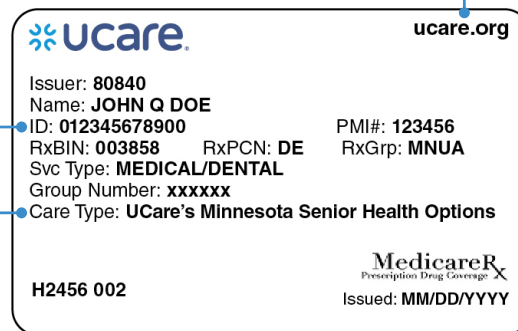 ucare.
ucare.org
Issuer: 80840
Name: JOHN Q DOE
ID: 012345678900 PMI#: 123456
RxBIN: 003858 RxPCN: DE RxGrp: MNUA
Svc Type: MEDICAL/DENTAL
Group Number: xxxxxx
Care Type: UCare's Minnesota Senior Health Options
MedicareRx
Prescription Drug Coverage
H2456 002
Issued: MM/DD/YYYY